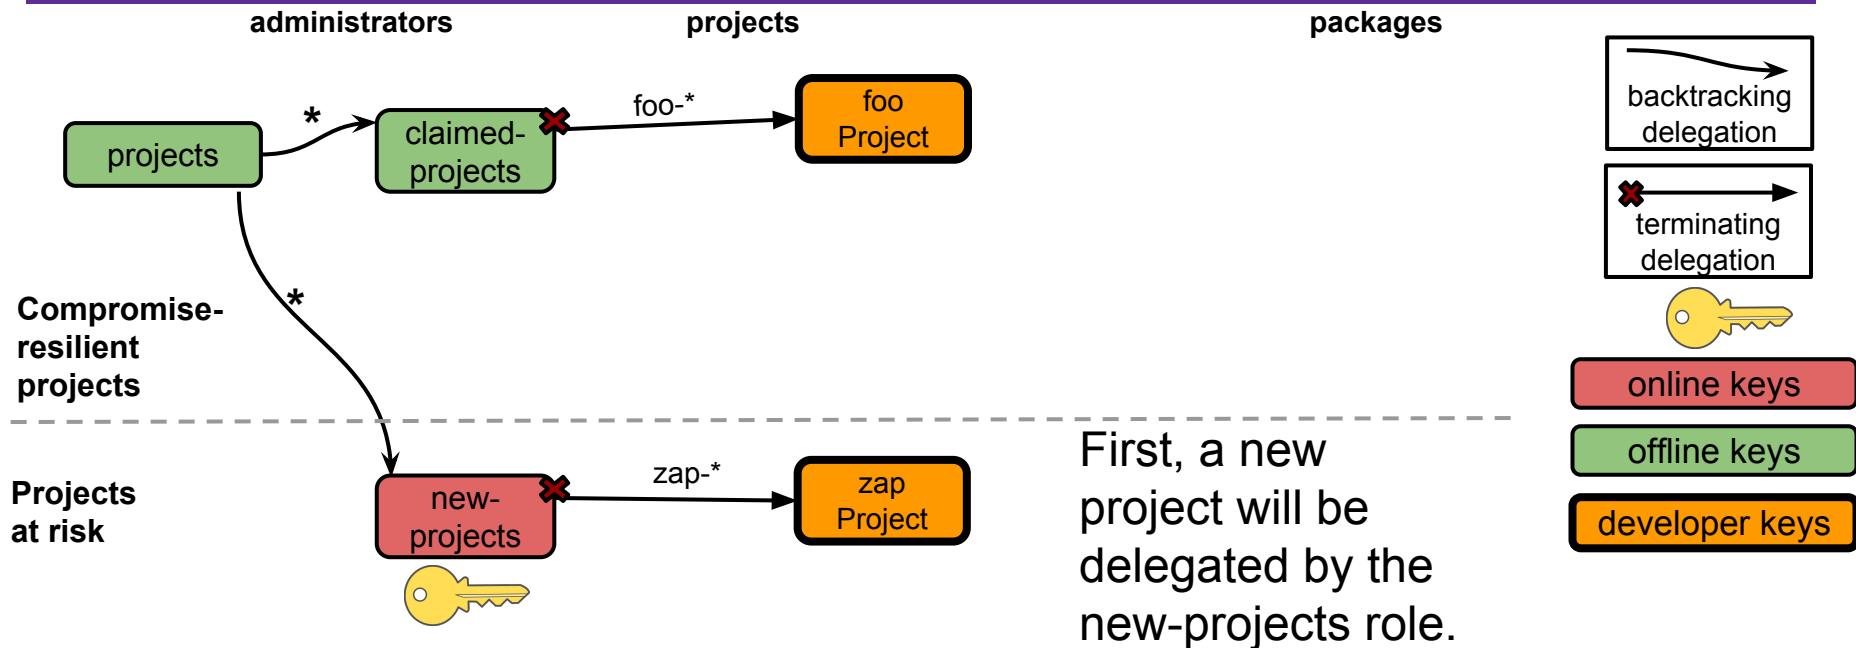 administrators
projects
packages
projects
*
claimed-
projects
foo-*
foo
Project
*
Compromise-
resilient
projects
Projects
at risk
new-
projects
zap-*
zap
Project
First, a new
project will be
delegated by the
new-projects role.
backtracking
delegation
terminating
delegation
online keys
offline keys
developer keys